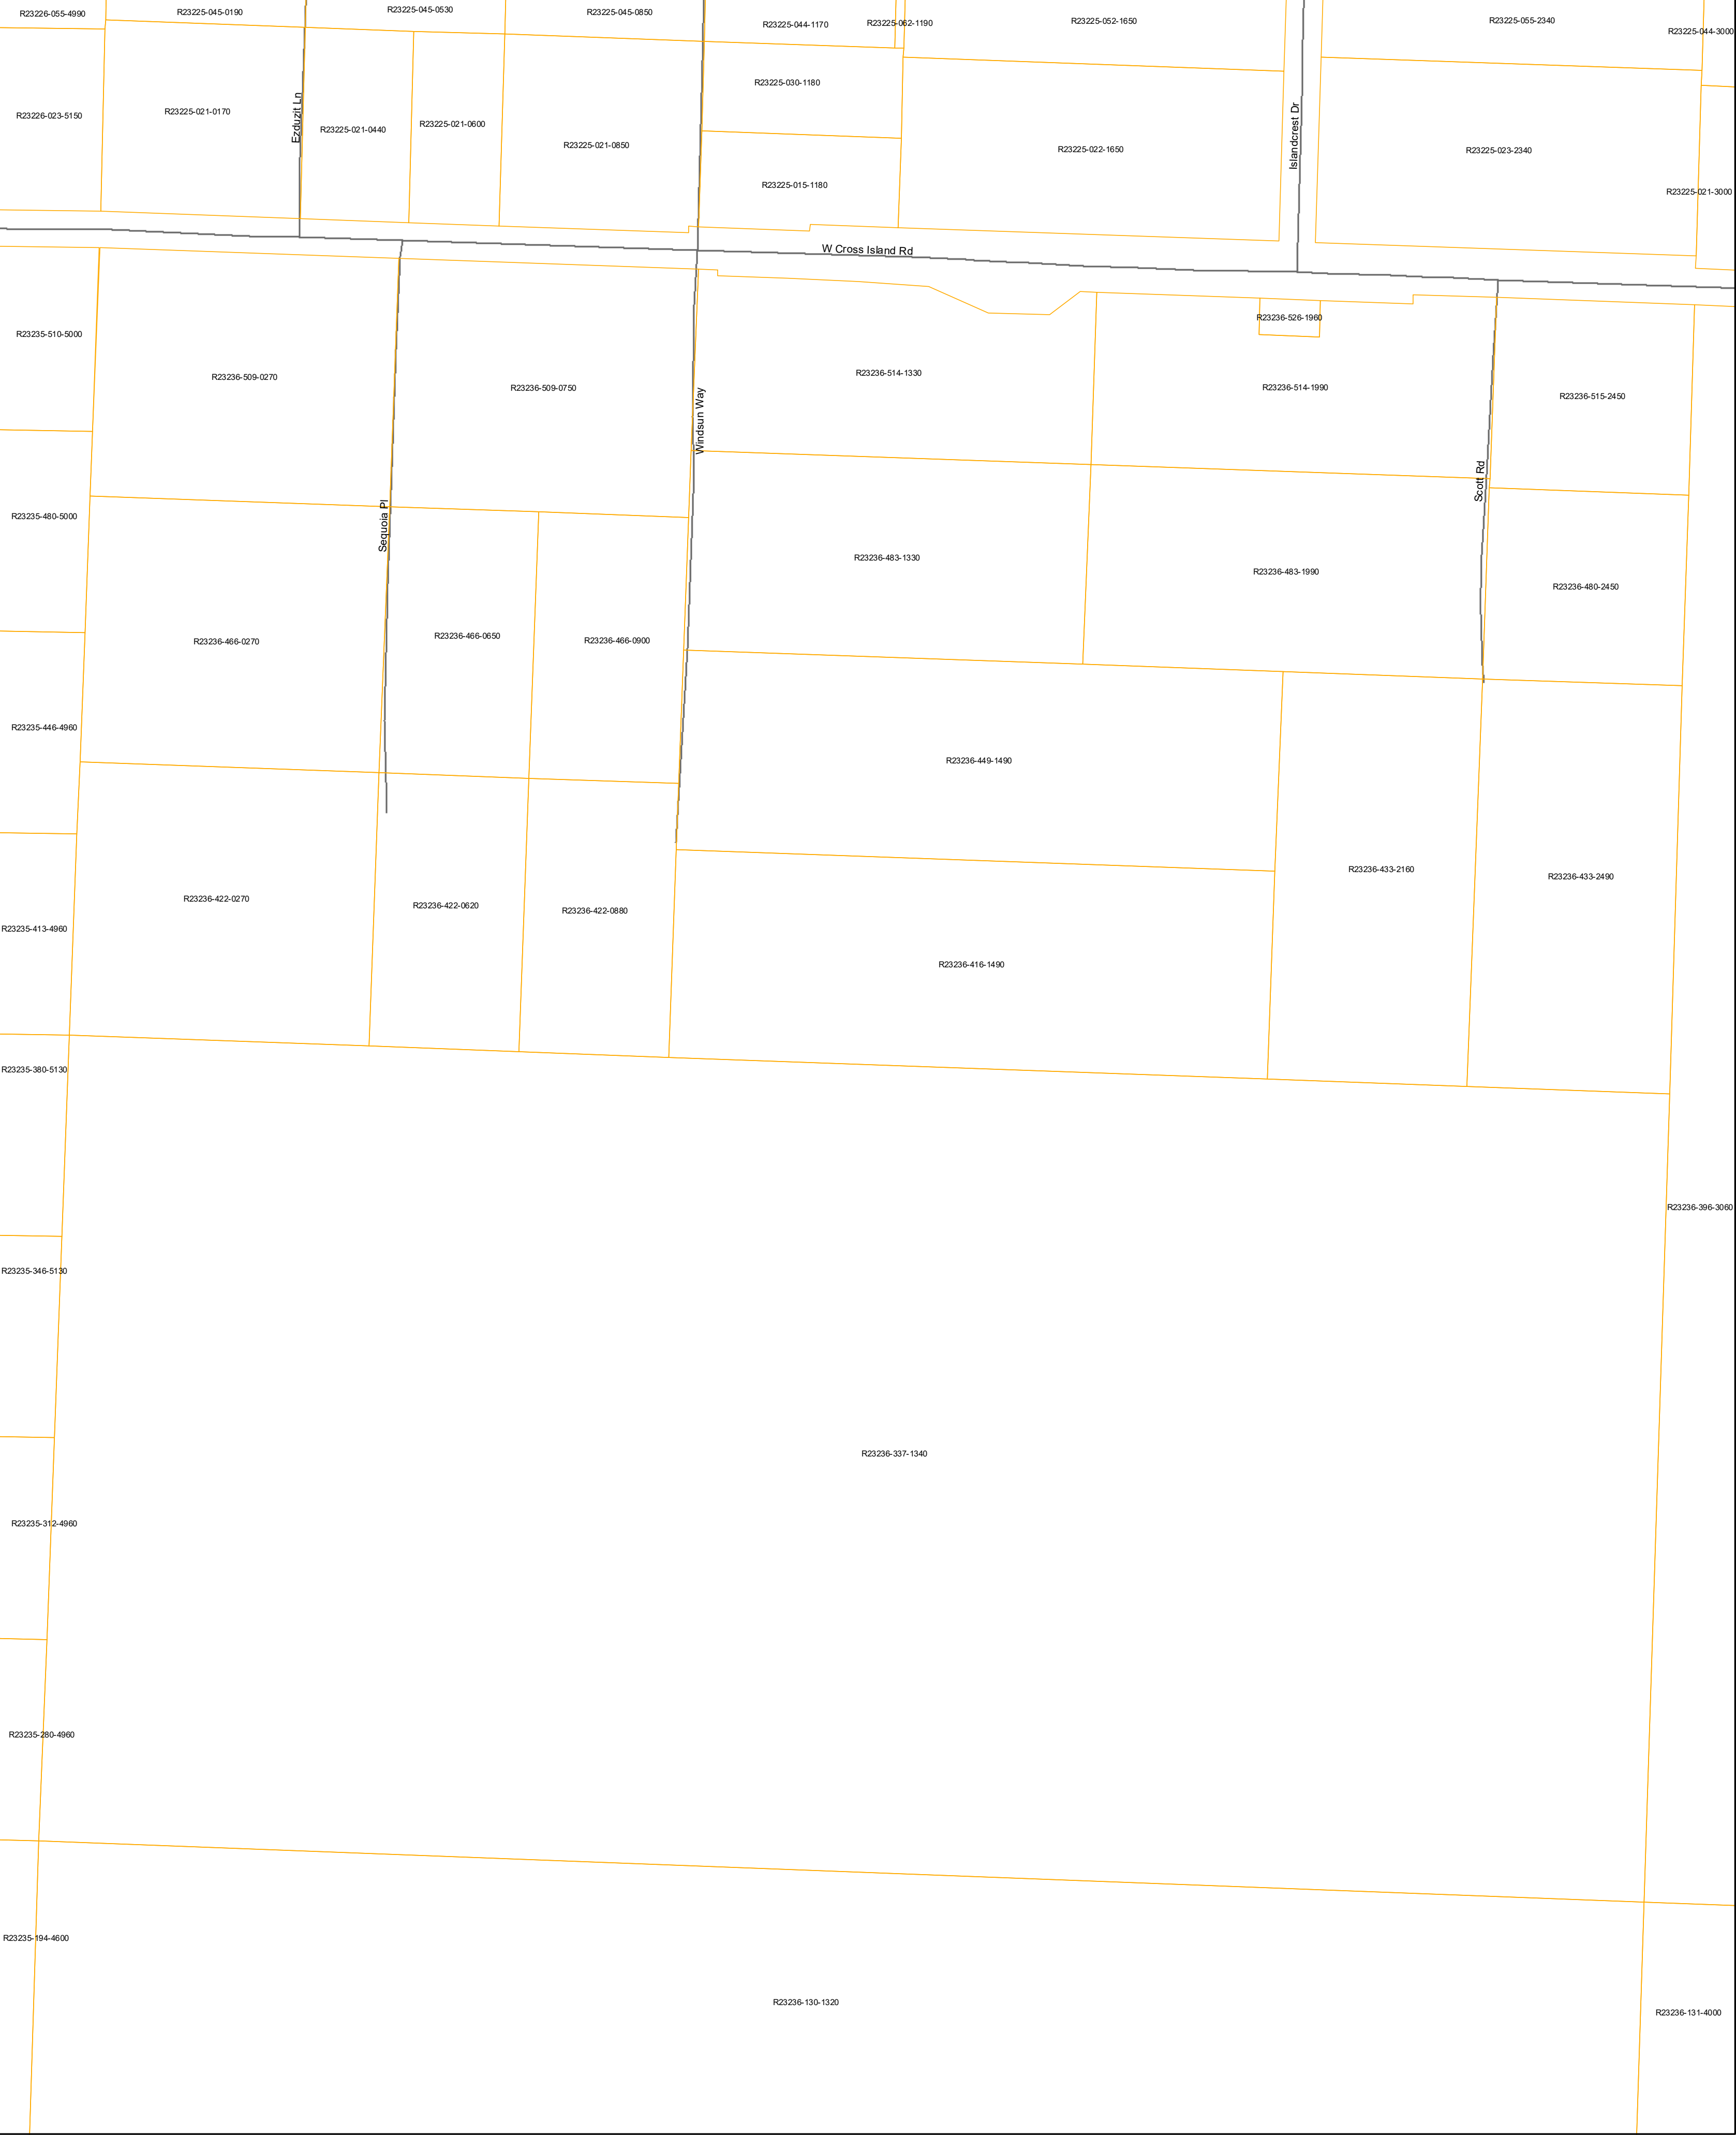 R23226-055-4990
R23225-045-0190
R23225-045-0530
R23225-045-0850
R23225-044-1170
R23225-062-1190
R23225-052-1650
R23225-055-2340
R23225-044-3000
R23225-030-1180
R23226-023-5150
R23225-021-0170
Ezduzit Ln
R23225-021-0440
R23225-021-0600
R23225-021-0850
R23225-022-1650
Islandcrest Dr
R23225-023-2340
R23225-015-1180
R23225-021-3000
W Cross Island Rd
R23236-526-1960
R23235-510-5000
R23236-509-0270
R23236-509-0750
R23236-514-1330
R23236-514-1990
R23236-515-2450
Windsun Way
Scott Rd
R23235-480-5000
Sequoia Pl
R23236-483-1330
R23236-483-1990
R23236-480-2450
R23236-466-0270
R23236-466-0650
R23236-466-0900
R23235-446-4960
R23236-449-1490
R23236-433-2160
R23236-433-2490
R23236-422-0270
R23236-422-0620
R23236-422-0880
R23235-413-4960
R23236-416-1490
R23235-380-5130
R23236-396-3060
R23235-346-5130
R23236-337-1340
R23235-312-4960
R23235-280-4960
R23235-194-4600
R23236-130-1320
R23236-131-4000